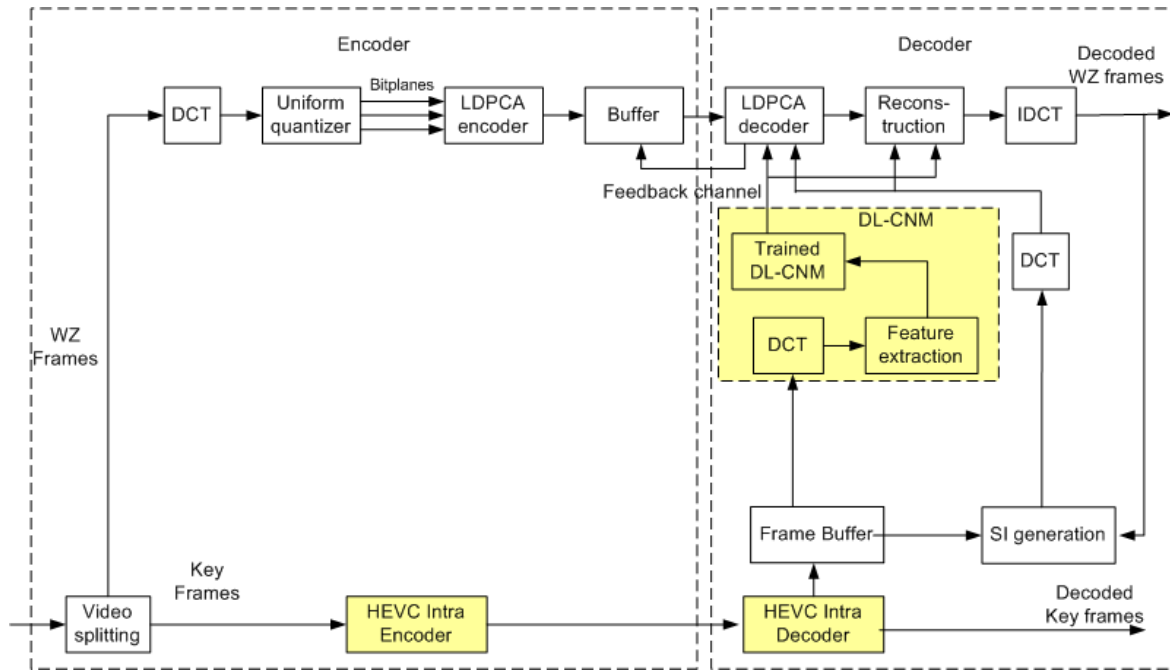 Encoder
Decoder
Decoded
WZ frames
Bitplanes
DCT
Uniform
quantizer
LDPCA
encoder
Buffer
LDPCA
decoder
Recons-
truction
IDCT
Feedback channel
DL-CNM
Trained
DL-CNM
DCT
WZ
Frames
DCT
Feature
extraction
Frame Buffer
SI generation
Key
Frames
Decoded
Key frames
Video
splitting
HEVC Intra
Encoder
HEVC Intra
Decoder